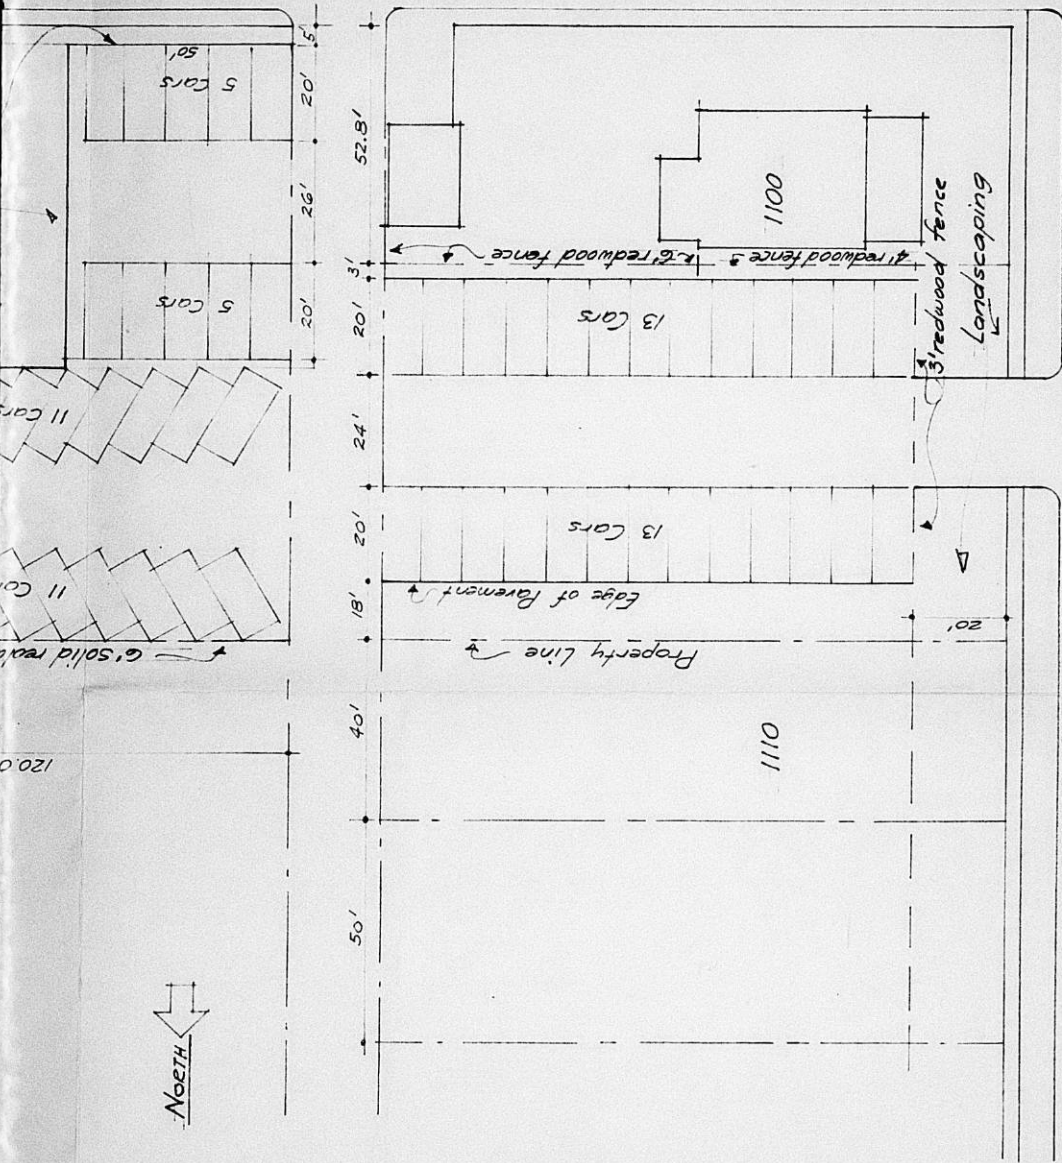 5'
50'
5 Cars
20'
26'
5 Cars
20'
11 Cars
11
6' Solid
120.0
NORTH
52.8'
3'
20'
24'
20'
18'
40'
50'
1100
6' redwood fence
4' redwood fence
13 Cars
3' redwood fence
Landscaping
13 Cars
Edge of Pavement
20'
Property Line
1110